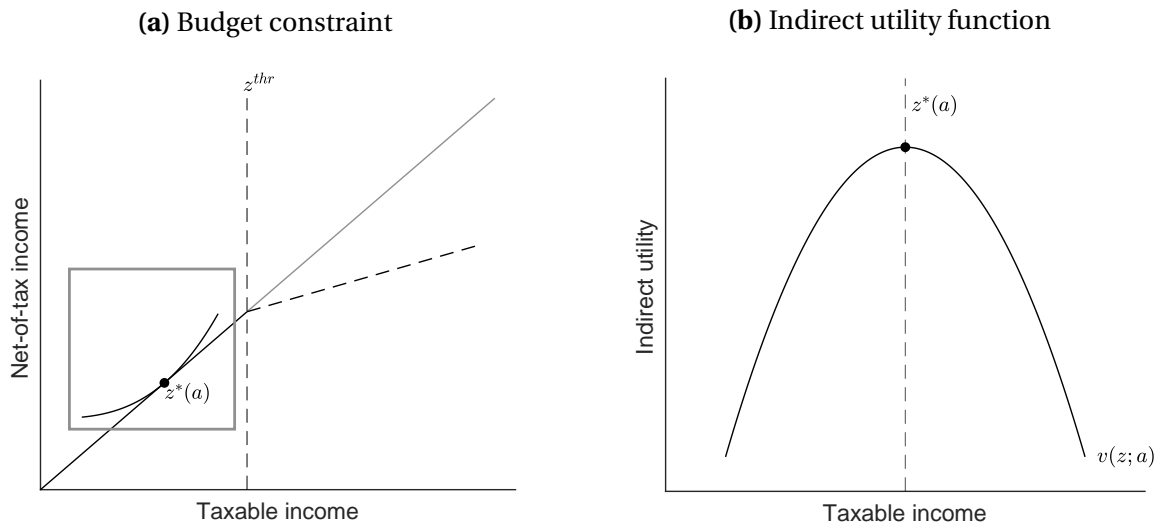 (a) Budget constraint
z^{thr}
Net-of-tax income
z*(a)
Taxable income
(b) Indirect utility function
z*(a)
Indirect utility
v(z; a)
Taxable income